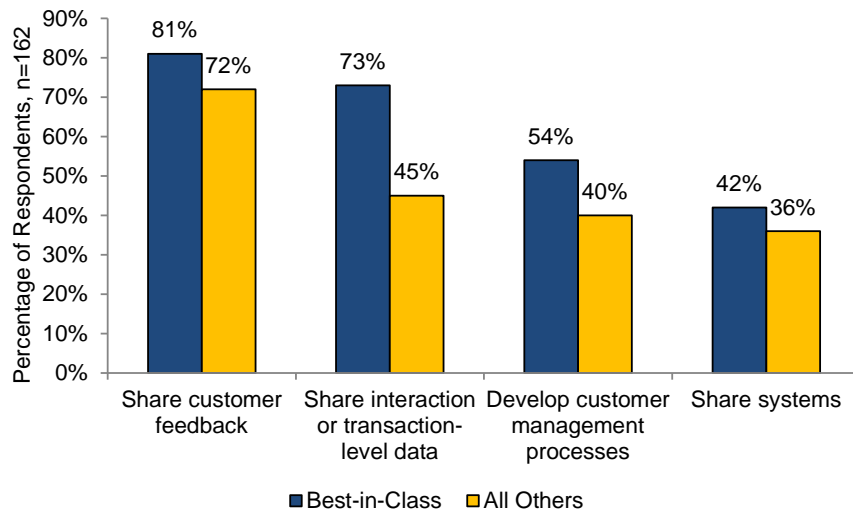 Percentage of Respondents, n=162
90%
80%
70%
60%
50%
40%
30%
20%
10%
0%
81%
72%
73%
45%
54%
40%
42%
36%
Share customer
feedback
Share interaction
or transaction-
level data
Develop customer
management
processes
Share systems
Best-in-Class
All Others